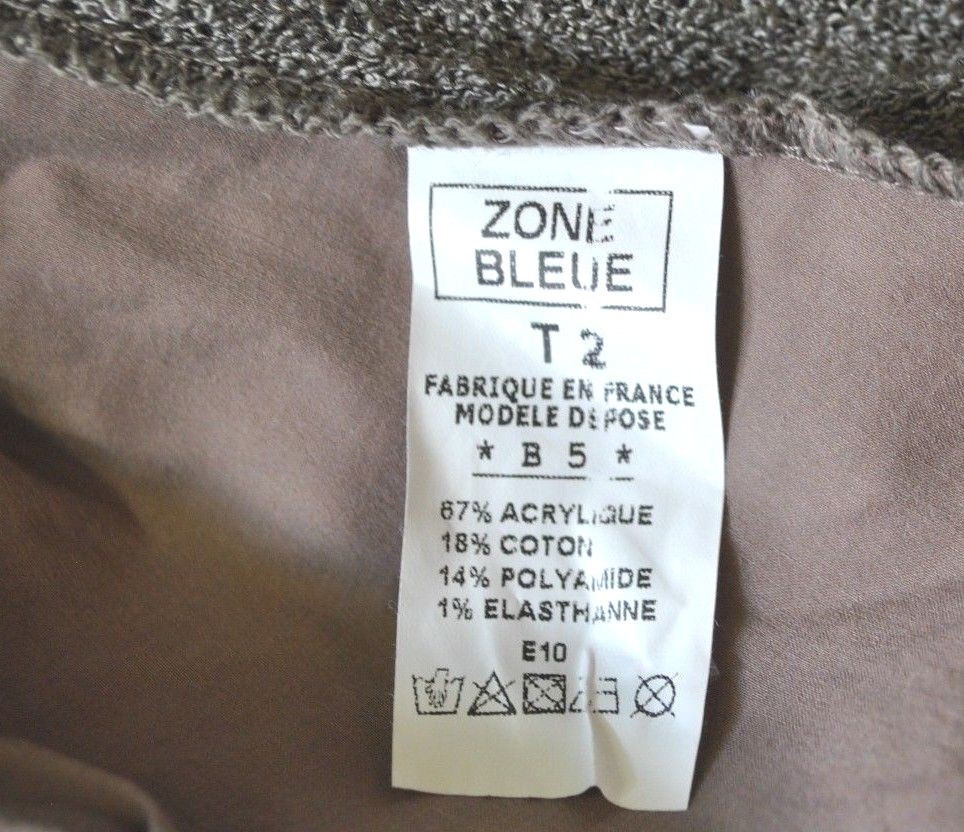 ZONE
BLEUE
T 2
FABRIQUE EN FRANCE
MODELE DEPOSE
* B 5 *
67% ACRYLIQUE
18% COTON
14% POLYAMIDE
1% ELASTHANNE
E10